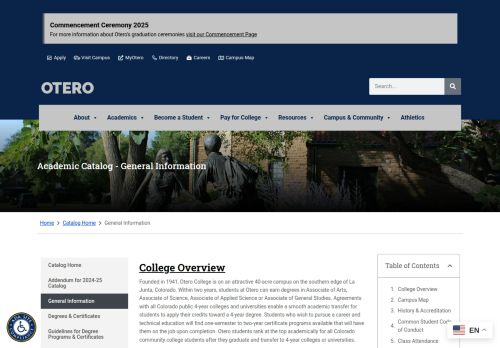 Commencement Ceremony 2025
For more information about Otero's graduation ceremonies visit our Commencement Page
Apply Visit Campus MyOtero Directory Careers Campus Map
OTERO
Search...
About Academics Become a Student Pay for College Resources Campus & Community Athletics
Academic Catalog - General Information
Home > Catalog Home > General Information
Catalog Home
Addendum for 2024-25
Catalog
General Information
Degrees & Certificates
Guidelines for Degree
Programs & Certificates
College Overview
Founded in 1941, Otero College is on an attractive 40-acre campus on the southern edge of La
Junta, Colorado. Within two years, students at Otero can earn degrees in Associate of Arts,
Associate of Science, Associate of Applied Science or Associate of General Studies. Agreements
with all Colorado public 4-year colleges and universities enable a smooth academic transfer for
students to apply their credits toward a 4-year degree. Students who wish to pursue a career and
technical education will find one-semester to two-year certificate programs available that will have
them on the job upon completion. Otero students rank at the top academically for all Colorado
community college students after they graduate and transfer to 4-year colleges or universities.
Table of Contents
1. College Overview
2. Campus Map
3. History & Accreditation
4. Common Student Code
of Conduct
5. Class Attendance
EN